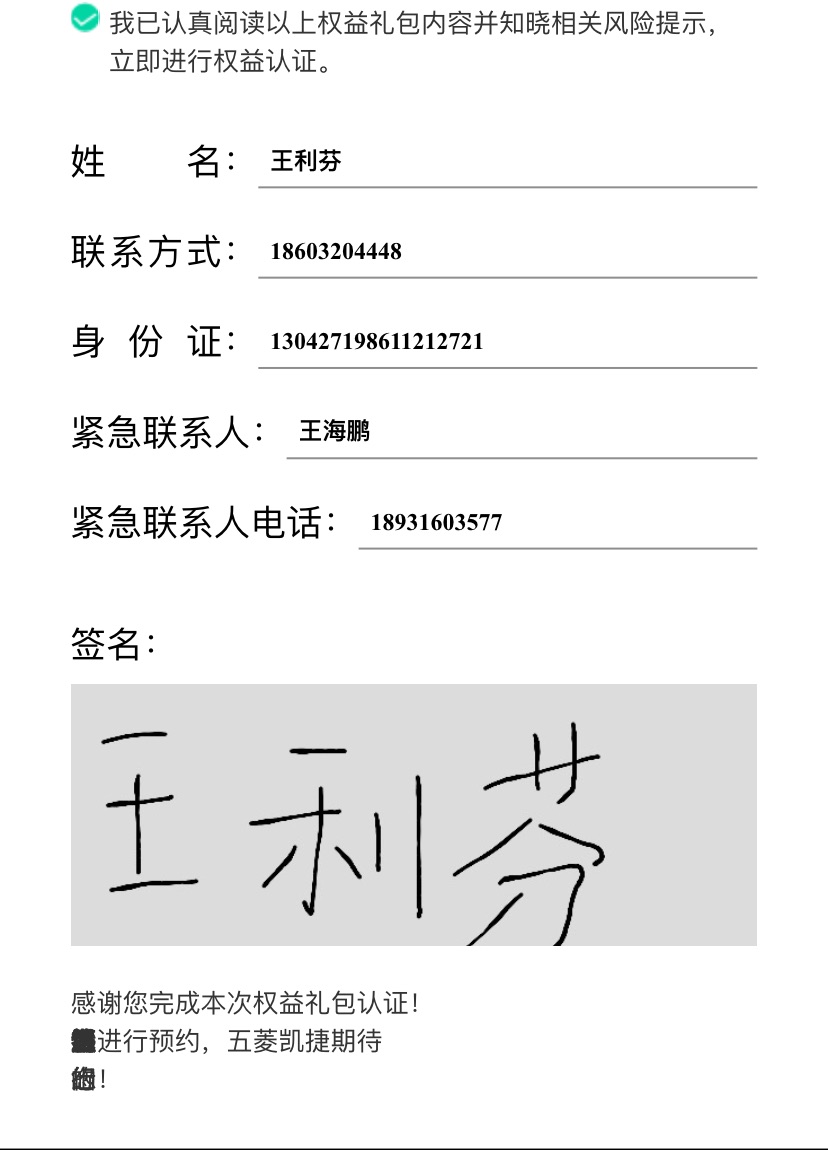 我已认真阅读以上权益礼包内容并知晓相关风险提示，
立即进行权益认证。
姓 名： 王利芬
联系方式： 18603204448
身 份 证： 130427198611212721
紧急联系人： 王海鹏
紧急联系人电话： 18931603577
签名：
王利芬
感谢您完成本次权益礼包认证！
进行预约，五菱凯捷期待
！